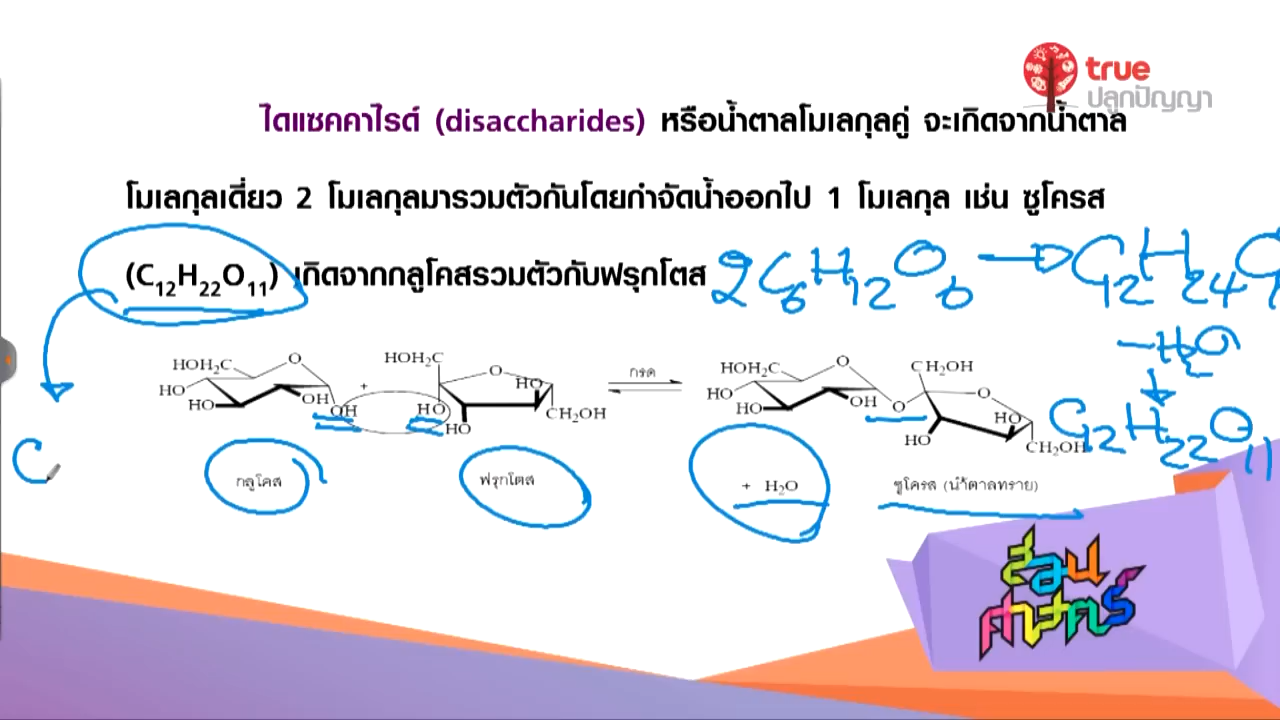 true
ปลูกปัญญา
ไดแซคคาไรด์ (disaccharides) หรือน้ำตาลโมเลกุลคู่ จะเกิดจากน้ำตาล
โมเลกุลเดี่ยว 2 โมเลกุลมารวมตัวกันโดยกำจัดน้ำออกไป 1 โมเลกุล เช่น ซูโครส
(C₁₂H₂₂O₁₁) เกิดจากกลูโคสรวมตัวกับฟรุกโตส
2C₆H₁₂O₆ → C₁₂H₂₄O
-H₂O
C₁₂H₂₂O₁₁
HOH₂C O HO HO OH OH
+
HOH₂C O HO HO HO CH₂OH
กรด
HOH₂C O HO HO OH O CH₂OH O HO HO CH₂OH
C
กลูโคส
ฟรุกโตส
+ H₂O
ซูโครส (น้ำตาลทราย)
สอน
ศาสตร์